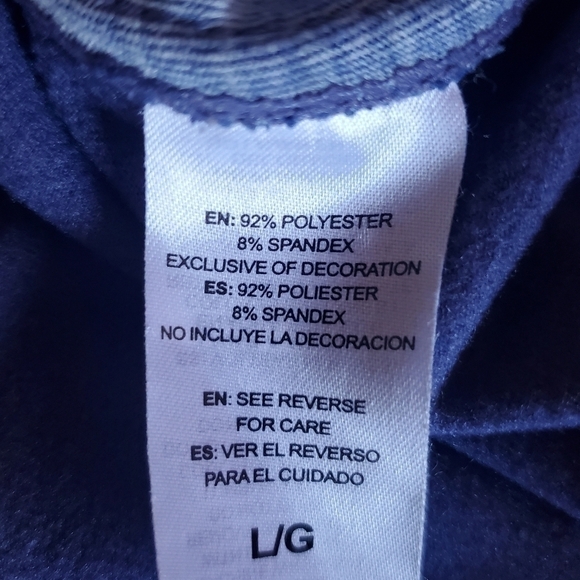 EN: 92% POLYESTER
8% SPANDEX
EXCLUSIVE OF DECORATION
ES: 92% POLIESTER
8% SPANDEX
NO INCLUYE LA DECORACION
EN: SEE REVERSE
FOR CARE
ES: VER EL REVERSO
PARA EL CUIDADO
L/G